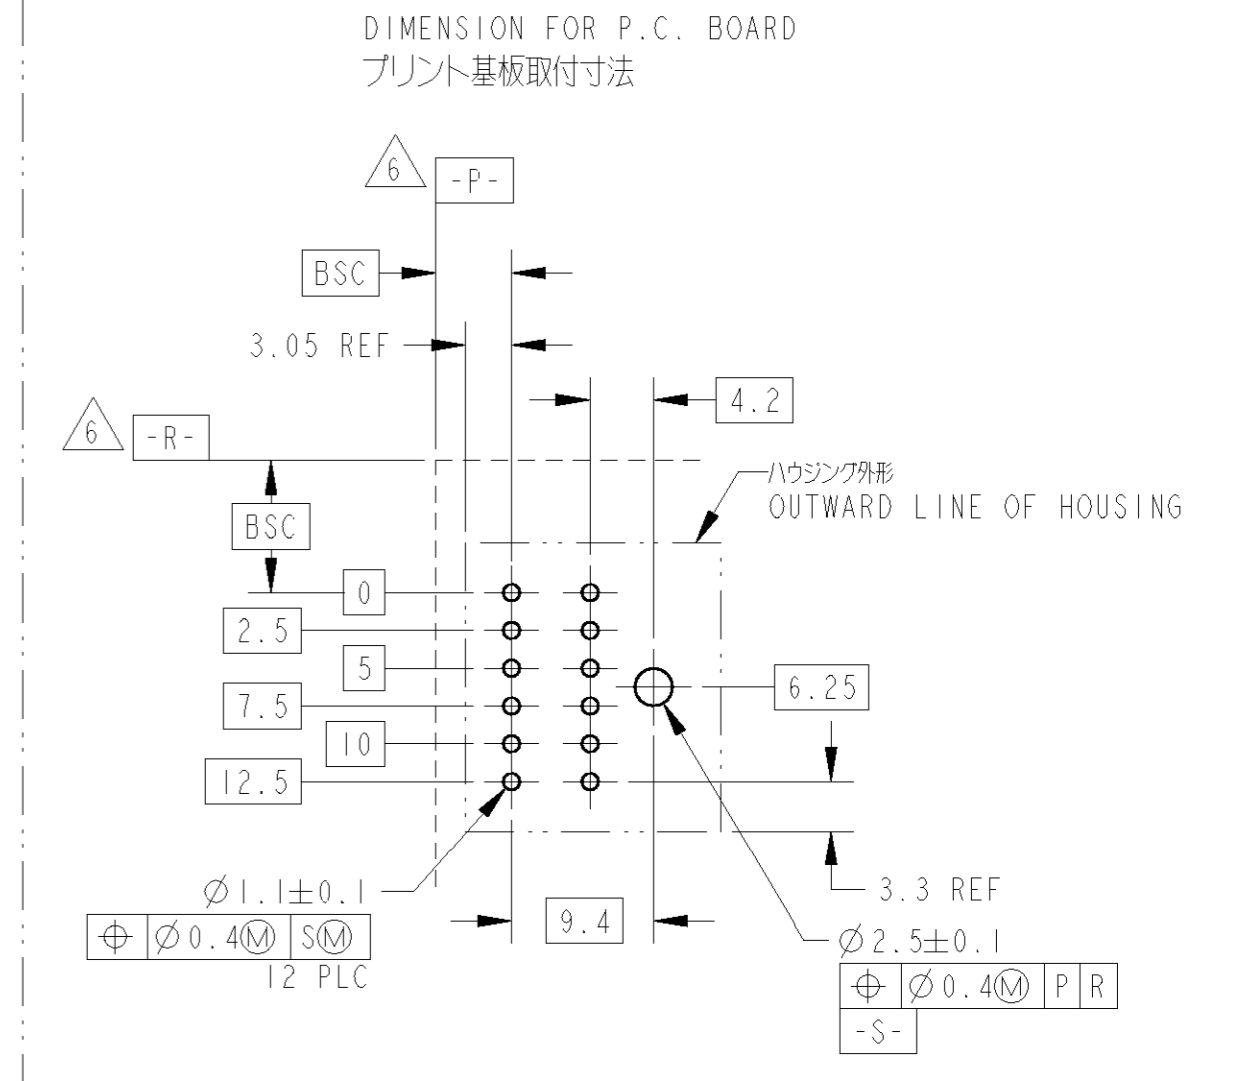 DIMENSION FOR P.C. BOARD
プリント基板取付寸法
6
-P-
BSC
3.05 REF
4.2
6
-R-
ハウジング外形
OUTWARD LINE OF HOUSING
BSC
0
2.5
5
6.25
7.5
10
12.5
Ø1.1±0.1
3.3 REF
⌖ Ø0.4Ⓜ SⓂ
9.4
12 PLC
Ø2.5±0.1
⌖ Ø0.4Ⓜ P R
-S-